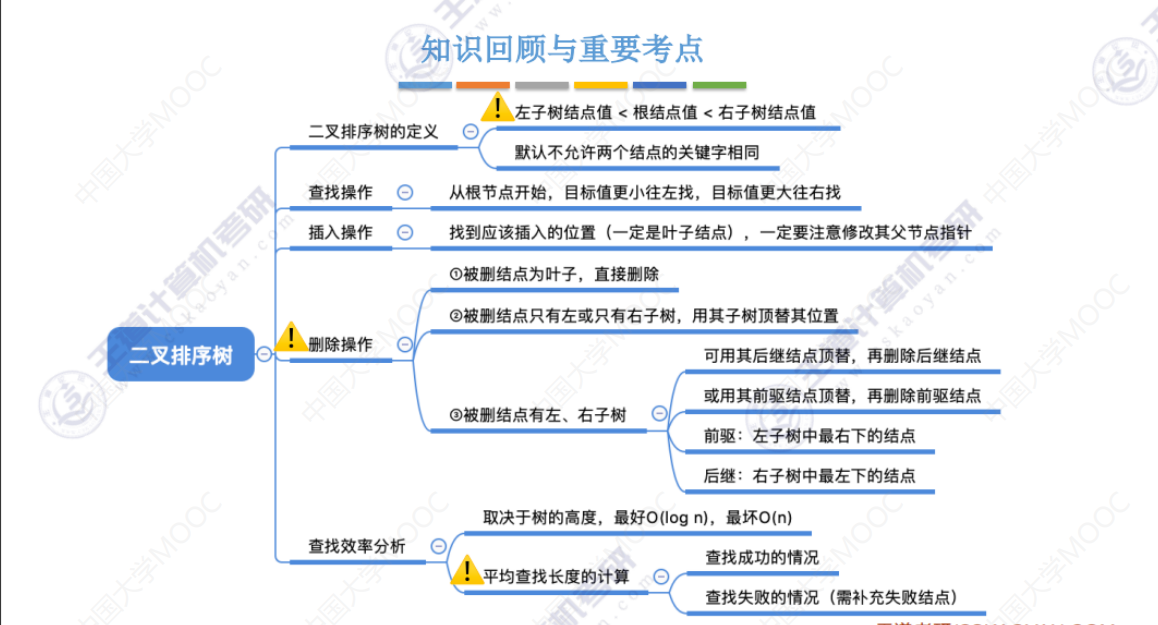 知识回顾与重要考点
左子树结点值 < 根结点值 < 右子树结点值
二叉排序树的定义
默认不允许两个结点的关键字相同
查找操作
从根节点开始，目标值更小往左找，目标值更大往右找
插入操作
找到应该插入的位置（一定是叶子结点），一定要注意修改其父节点指针
①被删结点为叶子，直接删除
②被删结点只有左或只有右子树，用其子树顶替其位置
删除操作
二叉排序树
可用其后继结点顶替，再删除后继结点
或用其前驱结点顶替，再删除前驱结点
③被删结点有左、右子树
前驱：左子树中最右下的结点
后继：右子树中最左下的结点
取决于树的高度，最好O(log n)，最坏O(n)
查找效率分析
查找成功的情况
平均查找长度的计算
查找失败的情况（需补充失败结点）
中国大学MOOC
王道计算机考研